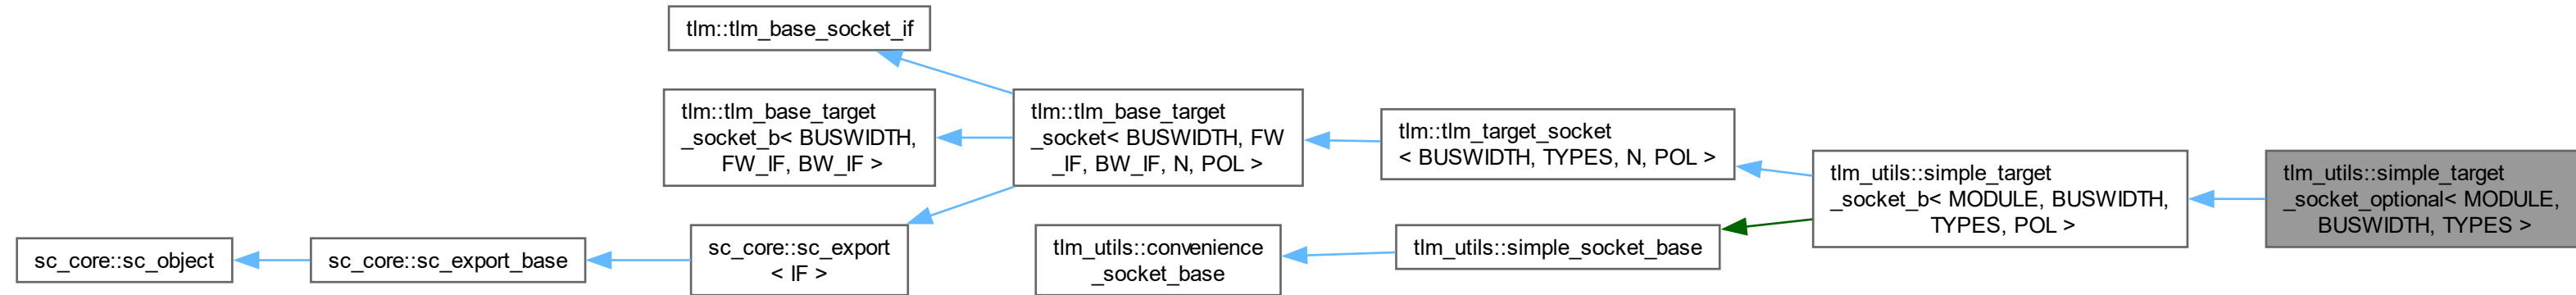 tlm::tlm_base_socket_if
tlm::tlm_base_target
_socket_b< BUSWIDTH,
FW_IF, BW_IF >
tlm::tlm_base_target
_socket< BUSWIDTH, FW
_IF, BW_IF, N, POL >
tlm::tlm_target_socket
< BUSWIDTH, TYPES, N, POL >
tlm_utils::simple_target
_socket_b< MODULE, BUSWIDTH,
TYPES, POL >
tlm_utils::simple_target
_socket_optional< MODULE,
BUSWIDTH, TYPES >
sc_core::sc_object
sc_core::sc_export_base
sc_core::sc_export
< IF >
tlm_utils::convenience
_socket_base
tlm_utils::simple_socket_base